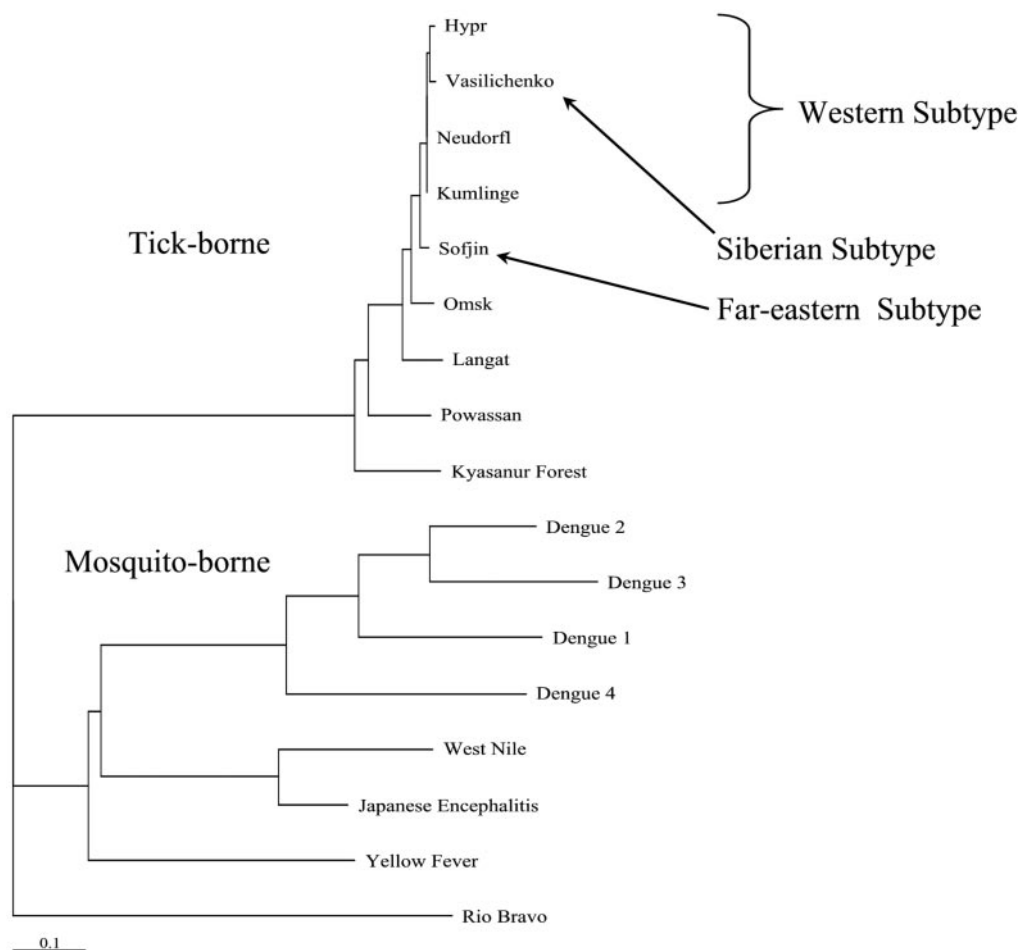 Hypr
Vasilichenko
Western Subtype
Neudorfl
Kumlinge
Tick-borne
Sofjin
Siberian Subtype
Omsk
Far-eastern Subtype
Langat
Powassan
Kyasanur Forest
Dengue 2
Mosquito-borne
Dengue 3
Dengue 1
Dengue 4
West Nile
Japanese Encephalitis
Yellow Fever
Rio Bravo
0.1